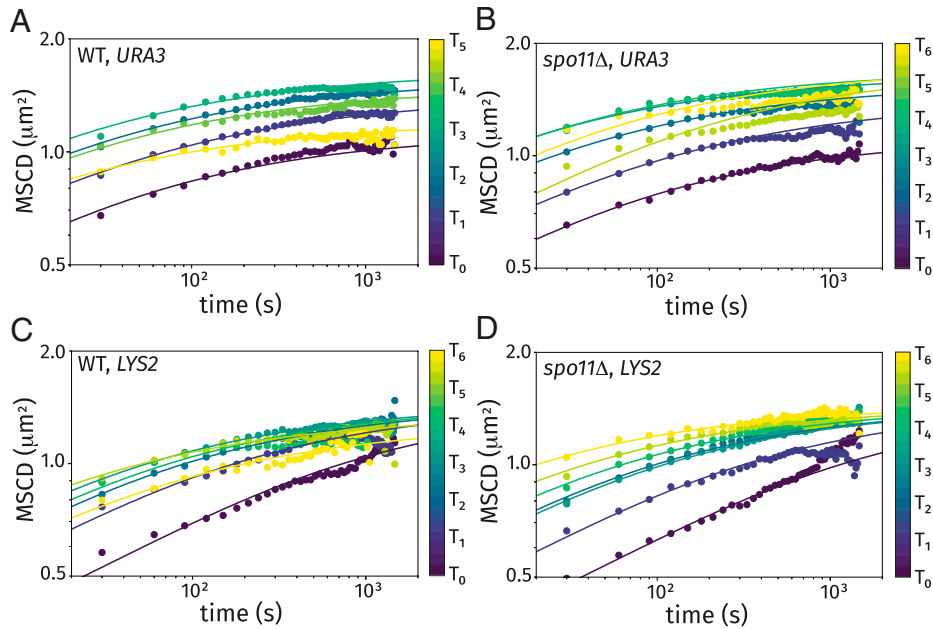 A
WT, URA3
MSCD (μm²)
2.0
1.0
0.5
10²
10³
time (s)
T₅
T₄
T₃
T₂
T₁
T₀
B
spo11Δ, URA3
MSCD (μm²)
2.0
1.0
0.5
10²
10³
time (s)
T₆
T₅
T₄
T₃
T₂
T₁
T₀
C
WT, LYS2
MSCD (μm²)
2.0
1.0
0.5
10²
10³
time (s)
T₆
T₅
T₄
T₃
T₂
T₁
T₀
D
spo11Δ, LYS2
MSCD (μm²)
2.0
1.0
0.5
10²
10³
time (s)
T₆
T₅
T₄
T₃
T₂
T₁
T₀